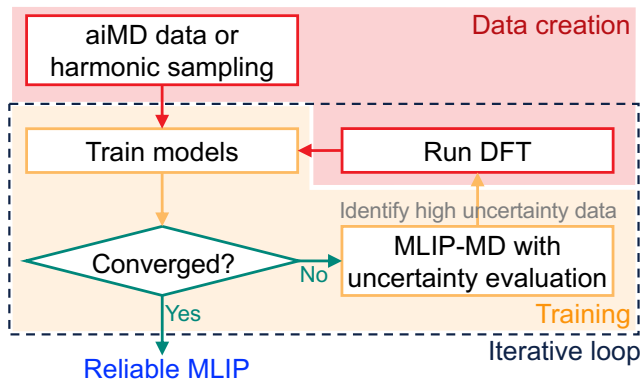 Data creation
aiMD data or
harmonic sampling
Train models
Run DFT
Identify high uncertainty data
Converged?
No
MLIP-MD with
uncertainty evaluation
Yes
Training
Iterative loop
Reliable MLIP